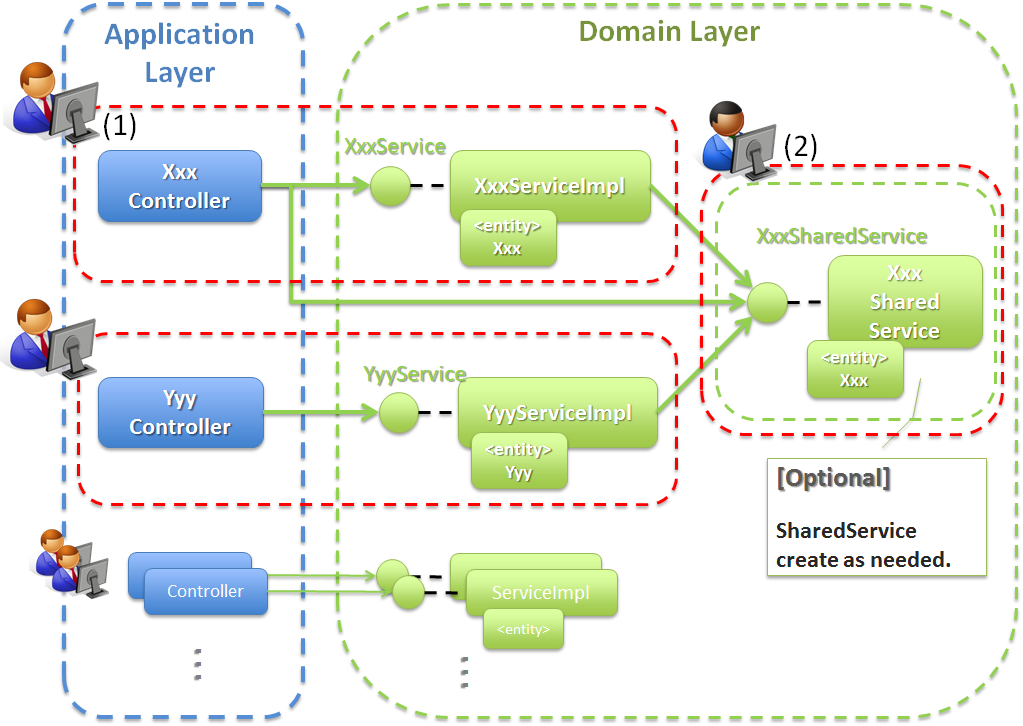 Application
Layer
Domain Layer
(1)
Xxx
Controller
XxxService
XxxServiceImpl
<entity>
Xxx
(2)
XxxSharedService
Xxx
Shared
Service
<entity>
Xxx
Yyy
Controller
YyyService
YyyServiceImpl
<entity>
Yyy
[Optional]
SharedService
create as needed.
Controller
ServiceImpl
<entity>